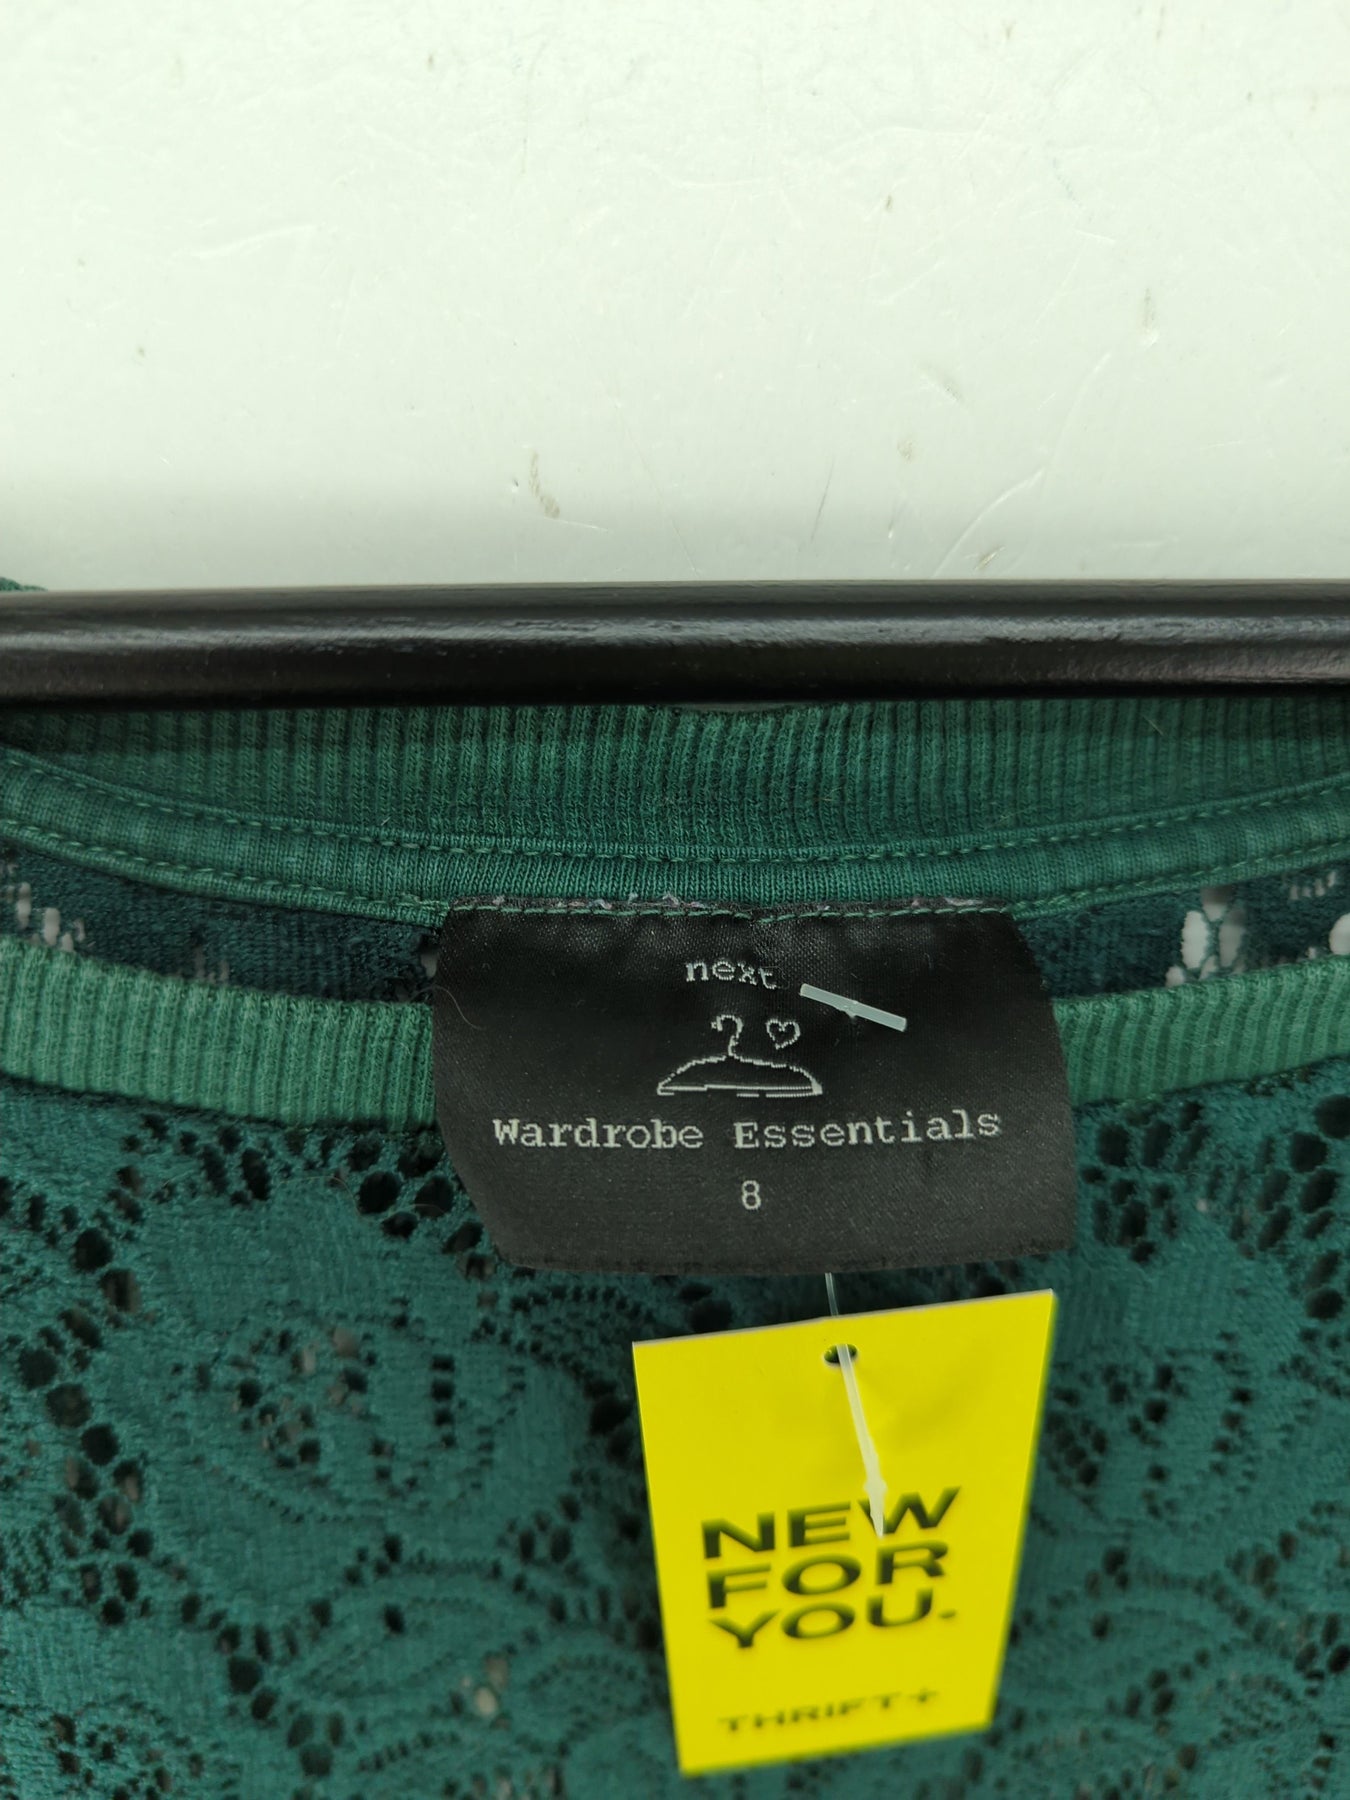 next
Wardrobe Essentials
8
NEW
FOR
YOU.
THRIFT+